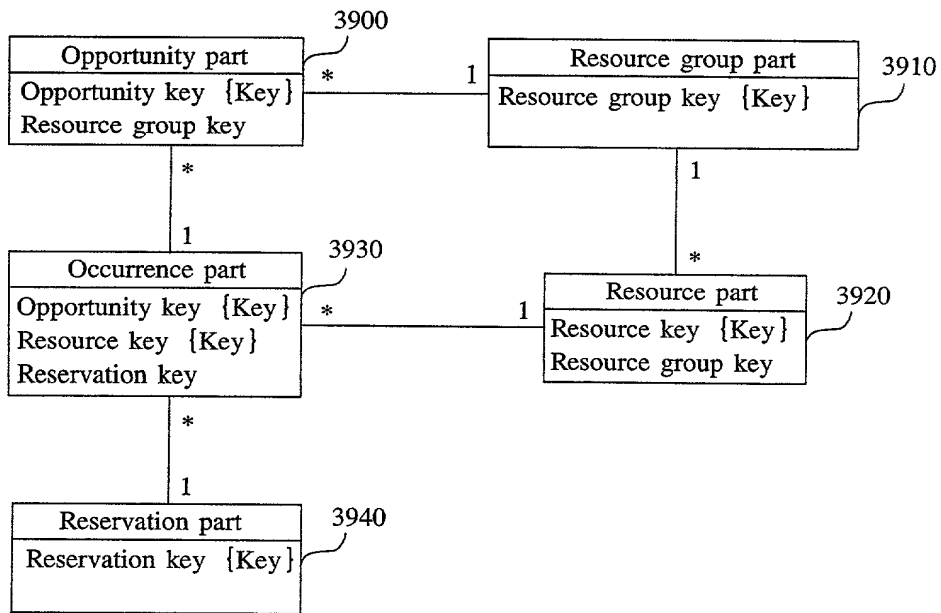 3900
Opportunity part
Opportunity key {Key}
Resource group key
*
1
Resource group part
Resource group key {Key}
3910
*
1
1
*
Occurrence part
Opportunity key {Key}
Resource key {Key}
Reservation key
3930
*
1
Resource part
Resource key {Key}
Resource group key
3920
*
1
Reservation part
Reservation key {Key}
3940